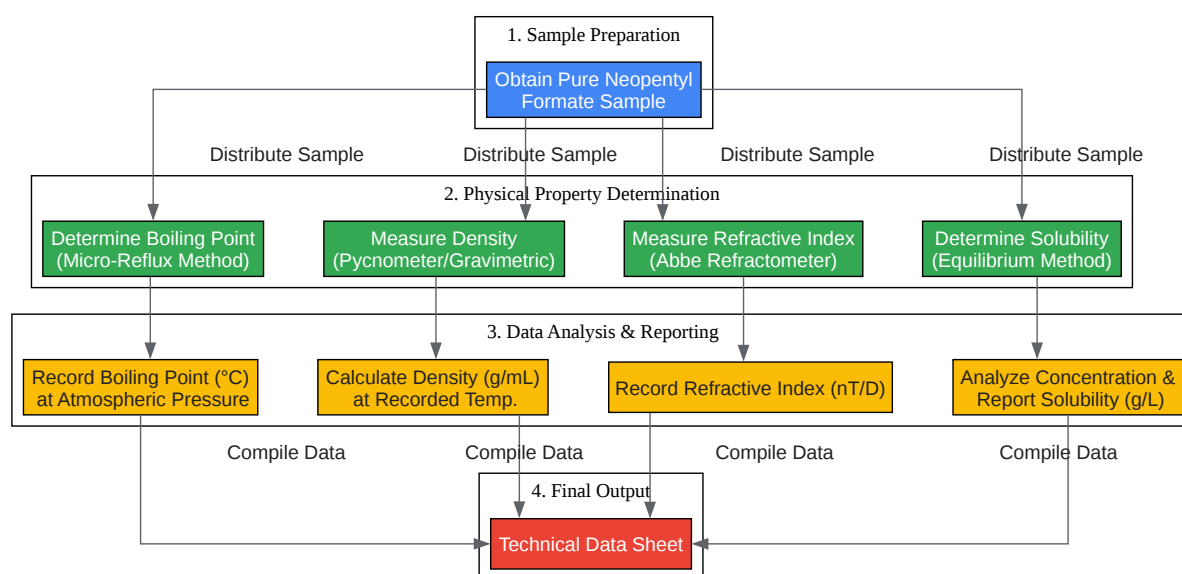 1. Sample Preparation
Obtain Pure Neopentyl
Formate Sample
Distribute Sample
Distribute Sample
Distribute Sample
Distribute Sample
2. Physical Property Determination
Determine Boiling Point
(Micro-Reflux Method)
Measure Density
(Pycnometer/Gravimetric)
Measure Refractive Index
(Abbe Refractometer)
Determine Solubility
(Equilibrium Method)
3. Data Analysis & Reporting
Record Boiling Point (°C)
at Atmospheric Pressure
Calculate Density (g/mL)
at Recorded Temp.
Record Refractive Index (nT/D)
Analyze Concentration &
Report Solubility (g/L)
Compile Data
Compile Data
Compile Data
Compile Data
4. Final Output
Technical Data Sheet